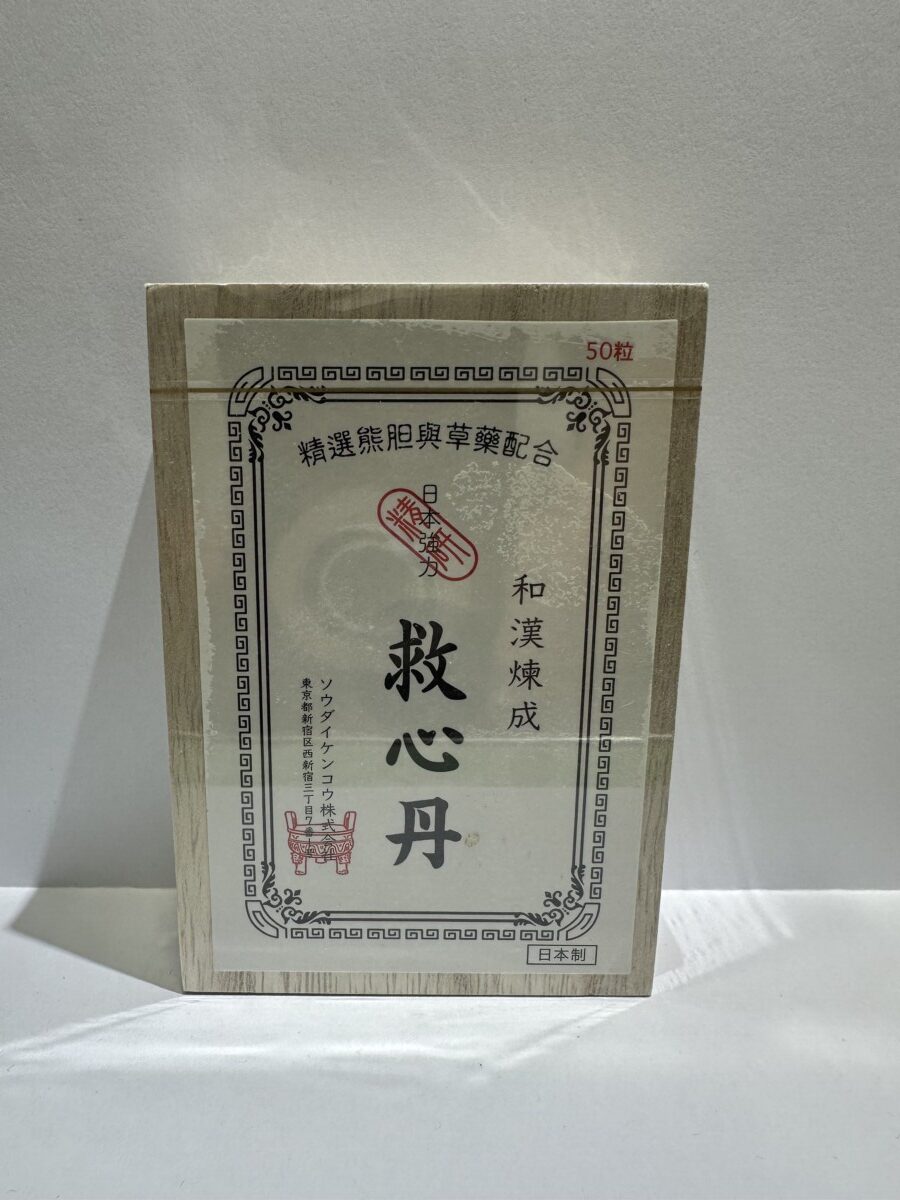 50粒
精選熊胆與草藥配合
日本強力
精研
和漢煉成
救心丹
ソウダイケンコウ株式会社
東京都新宿区西新宿三丁目7番
日本制